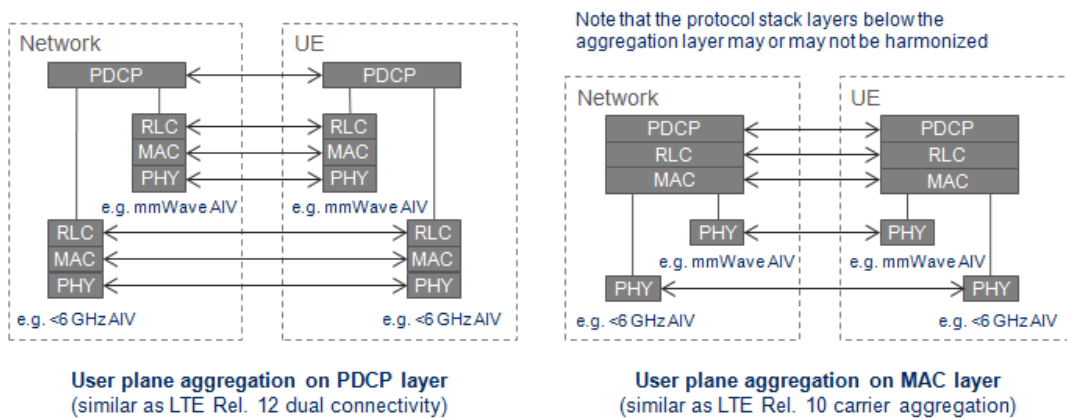 Network
UE
PDCP
PDCP
RLC
RLC
MAC
MAC
PHY
PHY
e.g. mmWave AIV
e.g. mmWave AIV
RLC
RLC
MAC
MAC
PHY
PHY
e.g. <6 GHz AIV
e.g. <6 GHz AIV
User plane aggregation on PDCP layer
(similar as LTE Rel. 12 dual connectivity)
Note that the protocol stack layers below the
aggregation layer may or may not be harmonized
Network
UE
PDCP
PDCP
RLC
RLC
MAC
MAC
PHY
PHY
e.g. mmWave AIV
e.g. mmWave AIV
PHY
PHY
e.g. <6 GHz AIV
e.g. <6 GHz AIV
User plane aggregation on MAC layer
(similar as LTE Rel. 10 carrier aggregation)